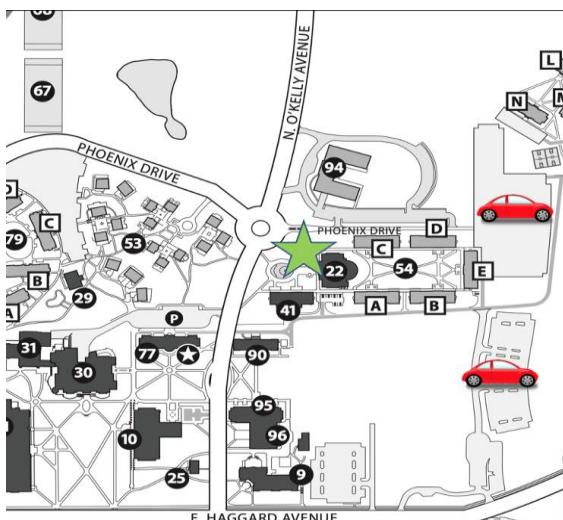 68
67
N. O'KELLY AVENUE
L
N
M
PHOENIX DRIVE
94
PHOENIX DRIVE
D
C
79
53
C
D
B
22
54
E
29
A
41
A
B
P
31
77
90
30
95
10
96
25
9
E. HAGGARD AVENUE